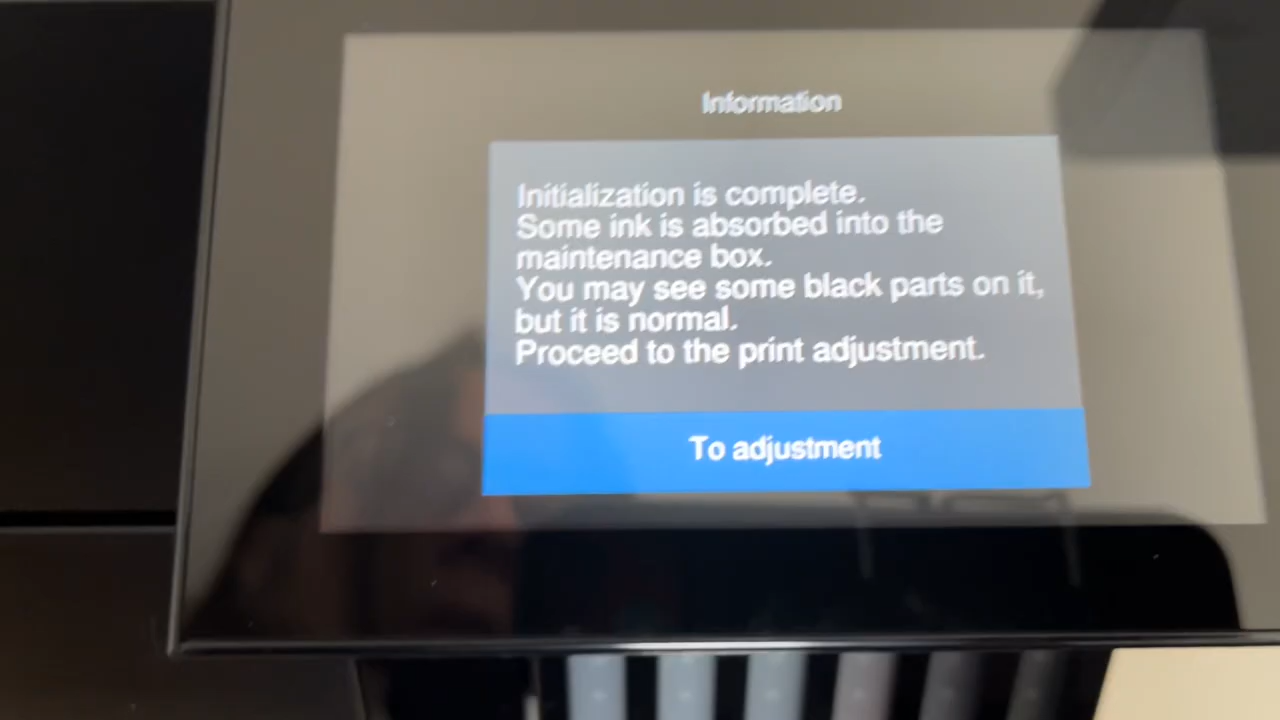 Information
Initialization is complete.
Some ink is absorbed into the
maintenance box.
You may see some black parts on it,
but it is normal.
Proceed to the print adjustment.
To adjustment